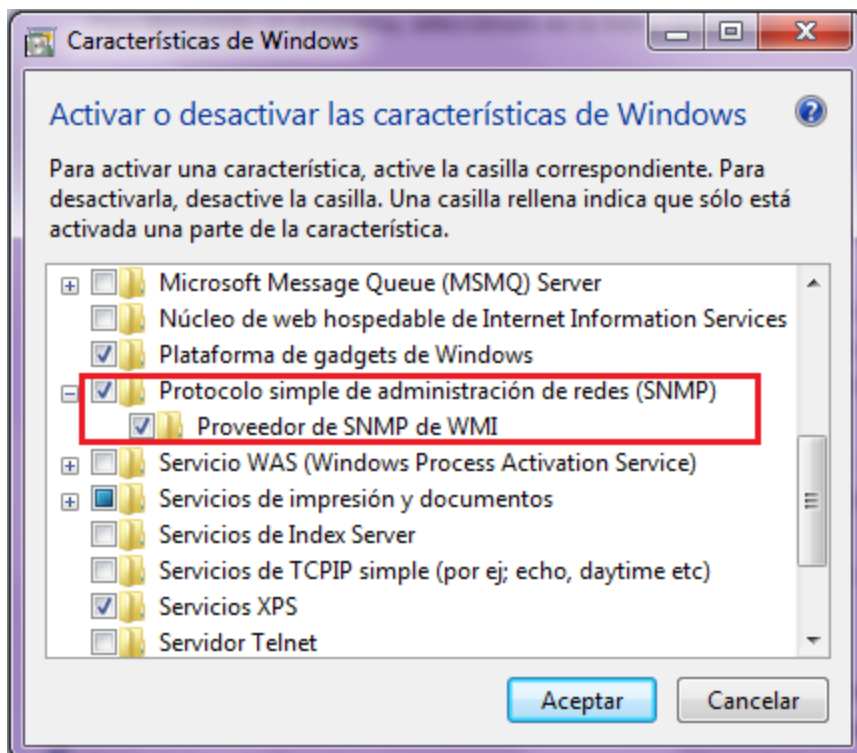 Características de Windows
Activar o desactivar las características de Windows
Para activar una característica, active la casilla correspondiente. Para
desactivarla, desactive la casilla. Una casilla rellena indica que sólo está
activada una parte de la característica.
Microsoft Message Queue (MSMQ) Server
Núcleo de web hospedable de Internet Information Services
Plataforma de gadgets de Windows
Protocolo simple de administración de redes (SNMP)
Proveedor de SNMP de WMI
Servicio WAS (Windows Process Activation Service)
Servicios de impresión y documentos
Servicios de Index Server
Servicios de TCPIP simple (por ej; echo, daytime etc)
Servicios XPS
Servidor Telnet
Aceptar Cancelar